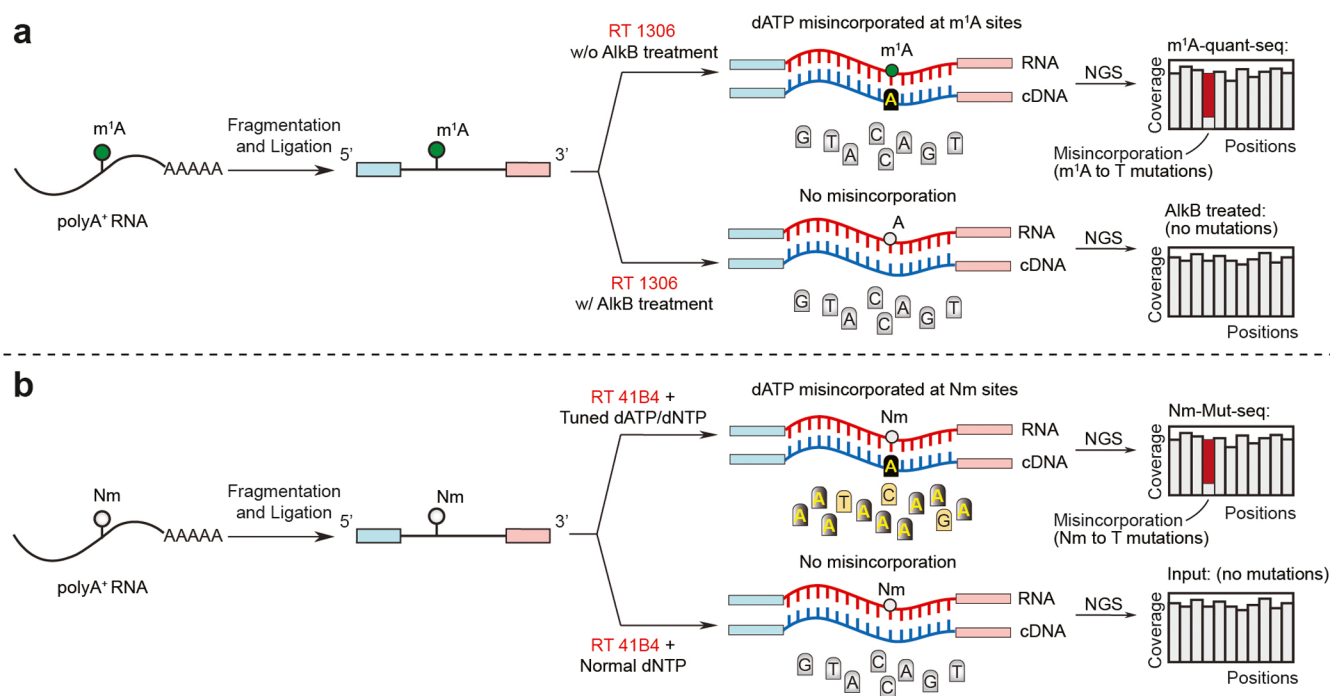 a
m¹A
AAAAA
polyA⁺ RNA
Fragmentation
and Ligation
5’
m¹A
3’
RT 1306
w/o AlkB treatment
dATP misincorporated at m¹A sites
m¹A
RNA
A
cDNA
G T A C C A G T
NGS
m¹A-quant-seq:
Coverage
Positions
Misincorporation
(m¹A to T mutations)
RT 1306
w/ AlkB treatment
No misincorporation
A
RNA
cDNA
G T A C C A G T
NGS
AlkB treated:
(no mutations)
Coverage
Positions
b
Nm
AAAAA
polyA⁺ RNA
Fragmentation
and Ligation
5’
Nm
3’
RT 41B4 +
Tuned dATP/dNTP
dATP misincorporated at Nm sites
Nm
RNA
A
cDNA
A A T A C A A A A G A
NGS
Nm-Mut-seq:
Coverage
Positions
Misincorporation
(Nm to T mutations)
RT 41B4 +
Normal dNTP
No misincorporation
Nm
RNA
cDNA
G T A C C A G T
NGS
Input: (no mutations)
Coverage
Positions